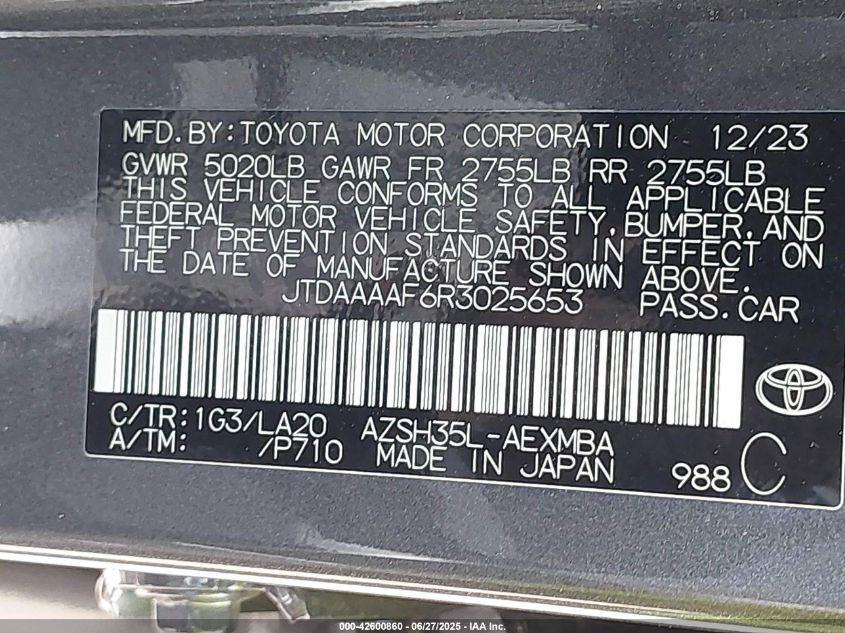 MFD.BY:TOYOTA MOTOR CORPORATION 12/23
GVWR 5020LB GAWR FR 2755LB RR 2755LB
THIS VEHICLE CONFORMS TO ALL APPLICABLE
FEDERAL MOTOR VEHICLE SAFETY,BUMPER,AND
THEFT PREVENTION STANDARDS IN EFFECT ON
THE DATE OF MANUFACTURE SHOWN ABOVE.
JTDAAAAF6R3025653 PASS.CAR
C/TR:1G3/LA20 AZSH35L-AEXMBA
A/TM: /P710 MADE IN JAPAN 988 C
000-42600860 - 06/27/2025 - IAA Inc.